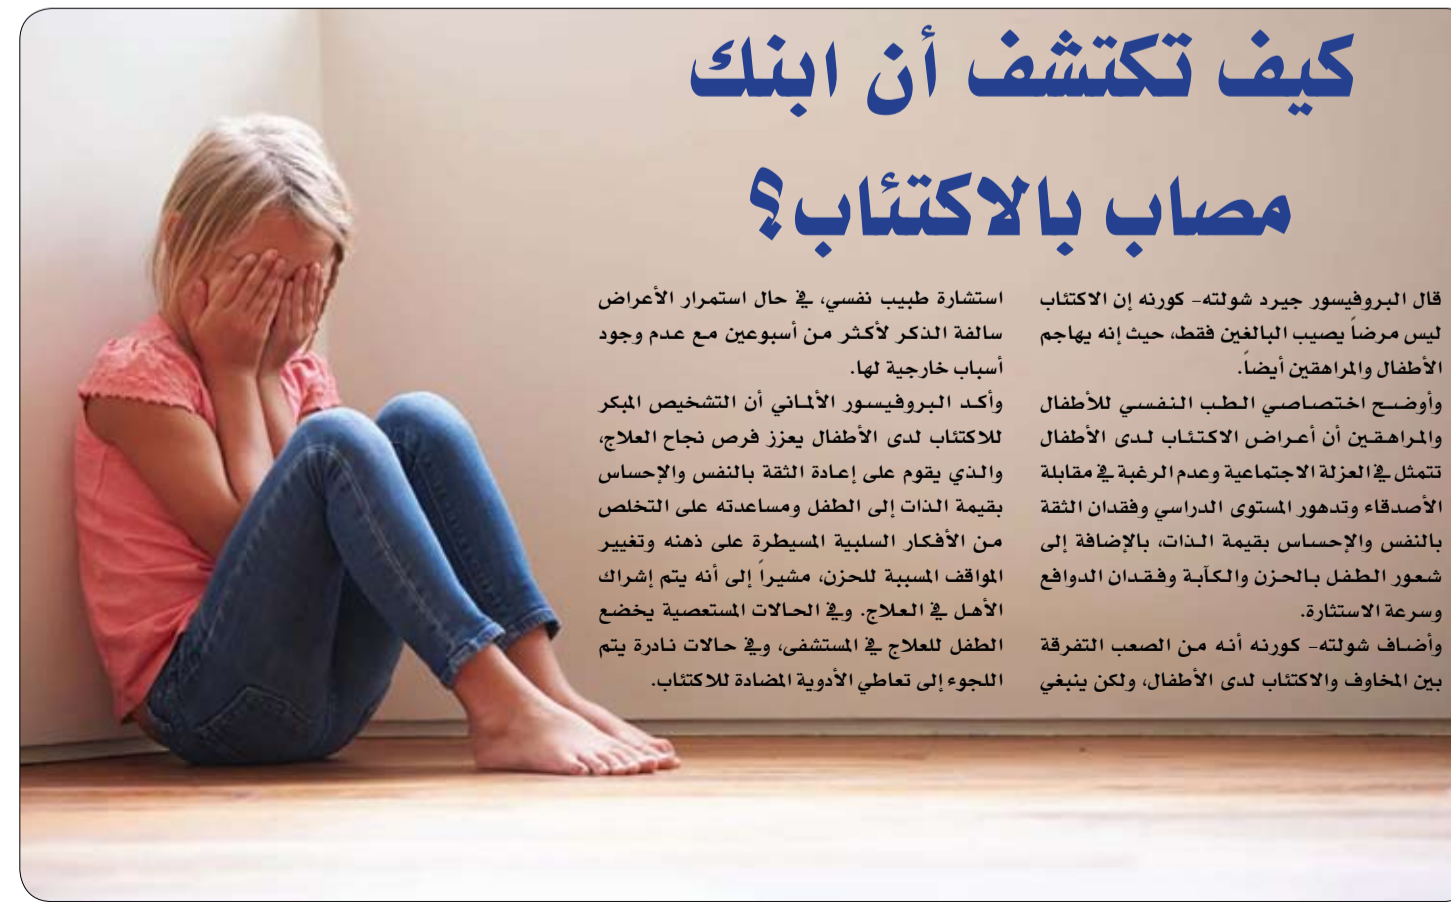 كيف تكتشف أن ابنك
مصاب بالاكتئاب؟
قال البروفيسور جيرد شولته- كورنه إن الاكتئاب
ليس مرضاً يصيب البالغين فقط، حيث إنه يهاجم
الأطفال والمراهقين أيضاً.
وأوضح اختصاصي الطب النفسي للأطفال
والمراهقين أن أعراض الاكتئاب لدى الأطفال
تتمثل في العزلة الاجتماعية وعدم الرغبة في مقابلة
الأصدقاء وتدهور المستوى الدراسي وفقدان الثقة
بالنفس والإحساس بقيمة الذات، بالإضافة إلى
شعور الطفل بالحزن والكآبة وفقدان الدوافع
وسرعة الاستثارة.
وأضاف شولته- كورنه أنه من الصعب التفرقة
بين المخاوف والاكتئاب لدى الأطفال، ولكن ينبغي
استشارة طبيب نفسي، في حال استمرار الأعراض
سالفة الذكر لأكثر من أسبوعين مع عدم وجود
أسباب خارجية لها.
وأكد البروفيسور الألماني أن التشخيص المبكر
للاكتئاب لدى الأطفال يعزز فرص نجاح العلاج،
والذي يقوم على إعادة الثقة بالنفس والإحساس
بقيمة الذات إلى الطفل ومساعدته على التخلص
من الأفكار السلبية المسيطرة على ذهنه وتغيير
المواقف المسببة للحزن، مشيراً إلى أنه يتم إشراك
الأهل في العلاج. وفي الحالات المستعصية يخضع
الطفل للعلاج في المستشفى، وفي حالات نادرة يتم
اللجوء إلى تعاطي الأدوية المضادة للاكتئاب.